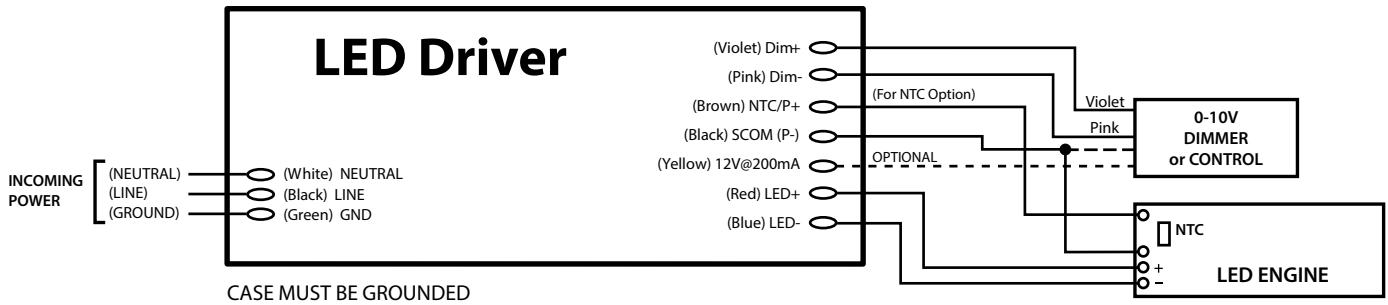 LED Driver
(Violet) Dim+
(Pink) Dim-
(Brown) NTC/P+
(For NTC Option)
(Black) SCOM (P-)
(Yellow) 12V@200mA
OPTIONAL
(Red) LED+
(Blue) LED-
Violet
Pink
0-10V
DIMMER
or CONTROL
INCOMING
POWER
(NEUTRAL)
(LINE)
(GROUND)
(White) NEUTRAL
(Black) LINE
(Green) GND
NTC
+
−
LED ENGINE
CASE MUST BE GROUNDED